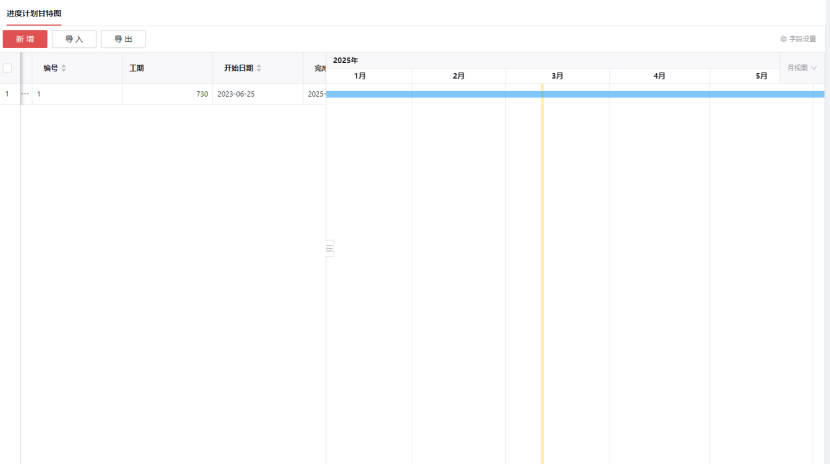 进度计划甘特图
新 增
导 入
导 出
字段设置
编号
工期
开始日期
完
2025年
月视图
1月
2月
3月
4月
5月
1
1
730
2023-06-25
2025-